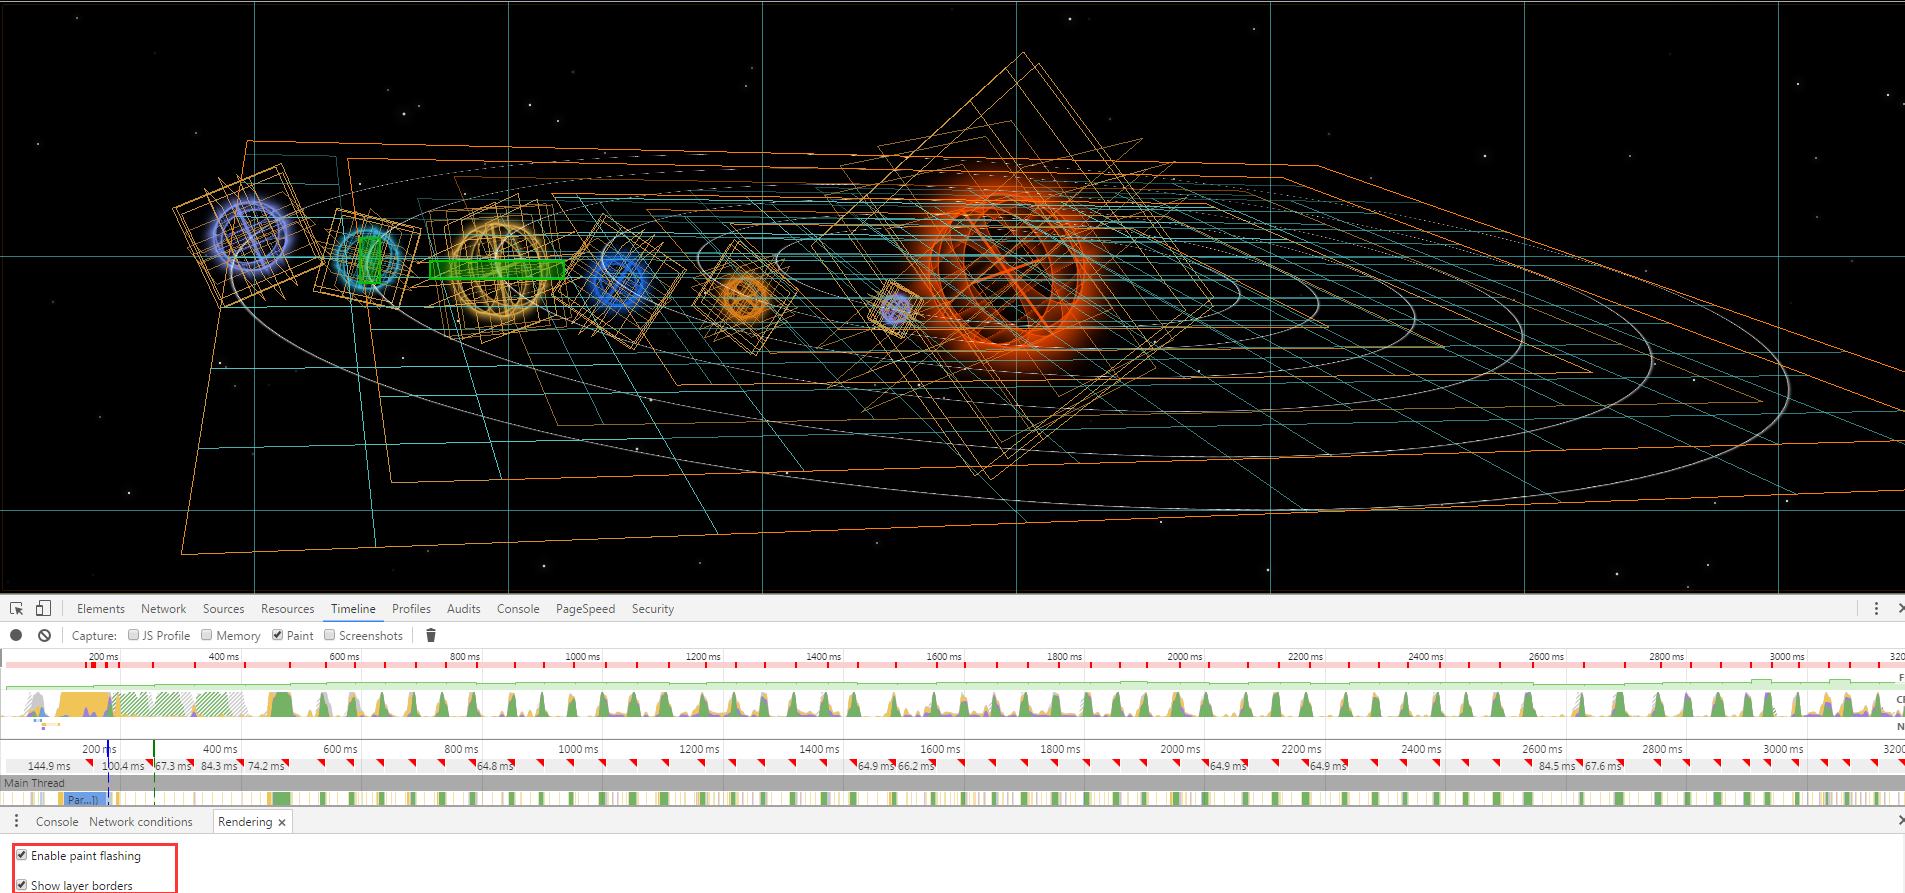 Elements Network Sources Resources Timeline Profiles Audits Console PageSpeed Security
Capture: JS Profile Memory Paint Screenshots
200 ms 400 ms 600 ms 800 ms 1000 ms 1200 ms 1400 ms 1600 ms 1800 ms 2000 ms 2200 ms 2400 ms 2600 ms 2800 ms 3000 ms 320
F
CI
N
200 ms 400 ms 600 ms 800 ms 1000 ms 1200 ms 1400 ms 1600 ms 1800 ms 2000 ms 2200 ms 2400 ms 2600 ms 2800 ms 3000 ms 3200
144.9 ms 100.4 ms 67.3 ms 84.3 ms 74.2 ms 64.8 ms 64.9 ms 66.2 ms 64.9 ms 64.9 ms 84.5 ms 67.6 ms
Main Thread
Par...1])
Console Network conditions Rendering
Enable paint flashing
Show layer borders